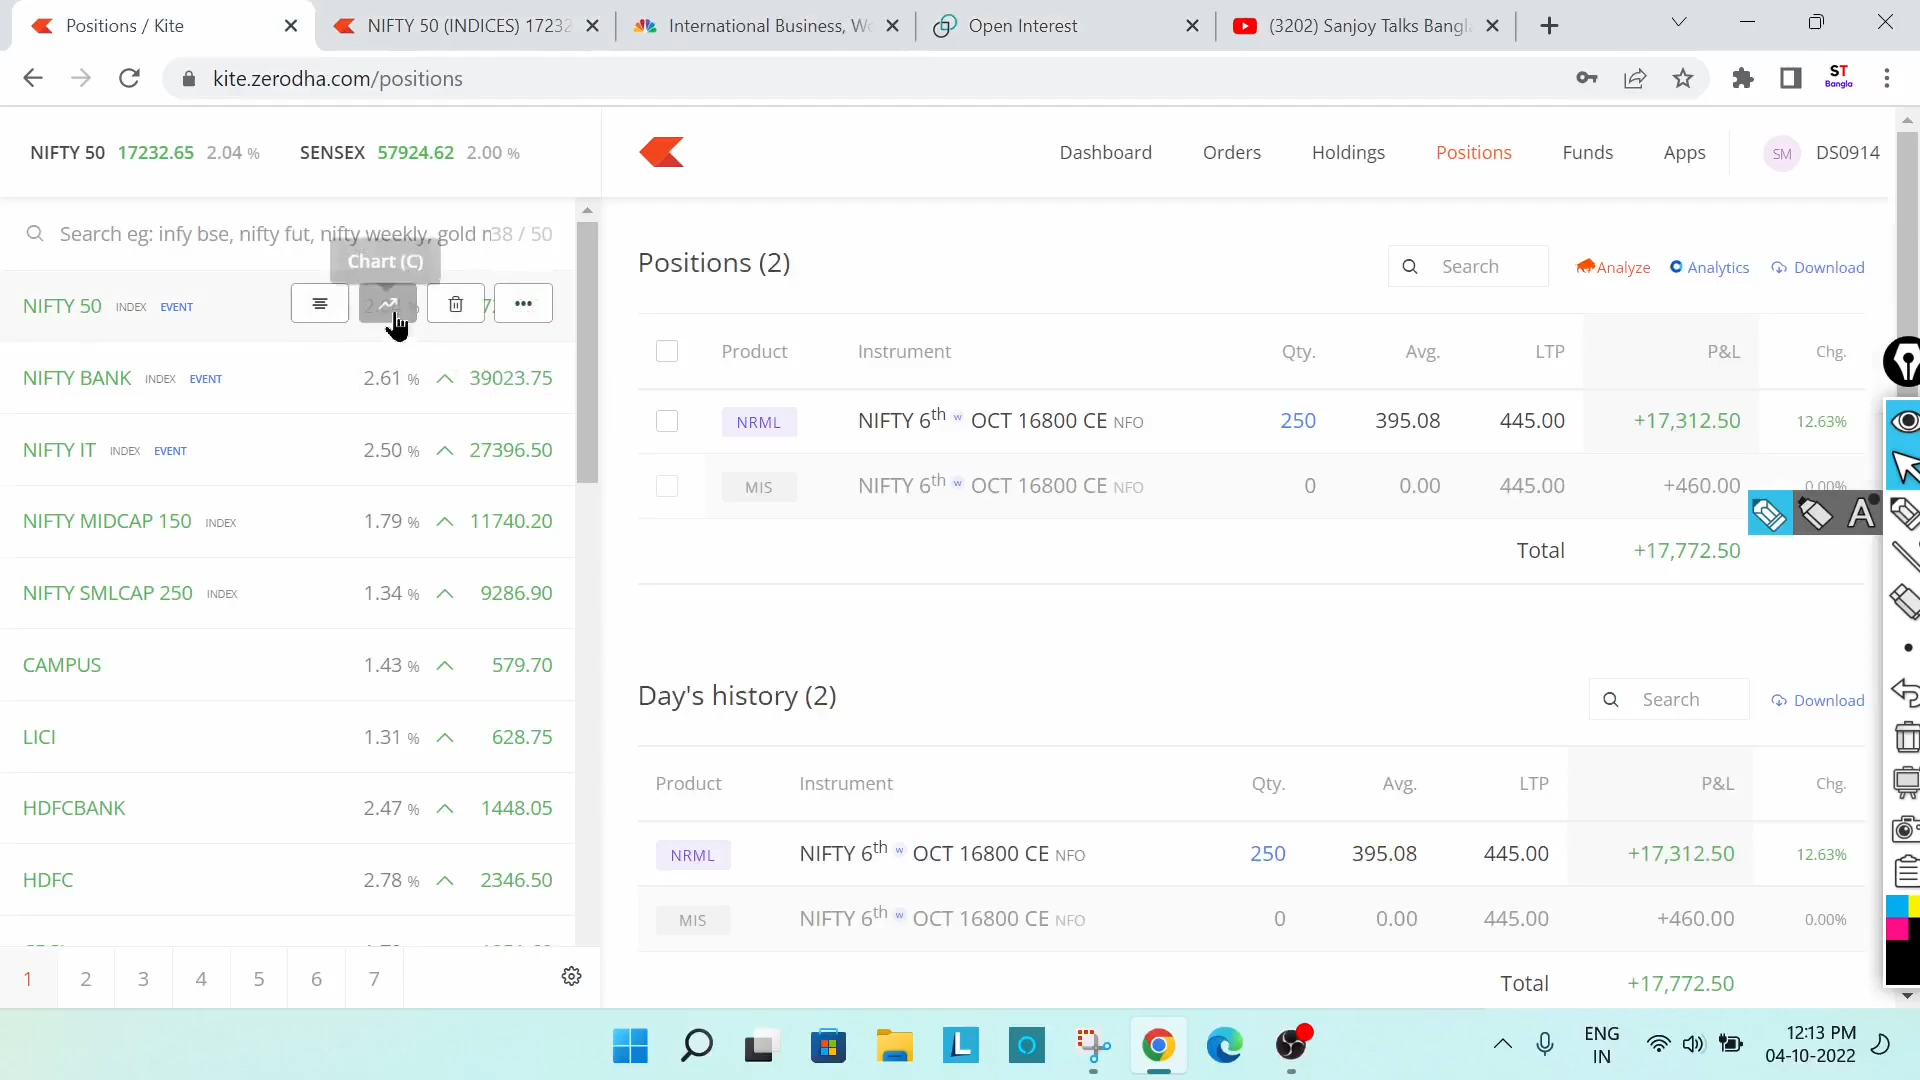 Positions / Kite
NIFTY 50 (INDICES) 17232
International Business, Wo
Open Interest
(3202) Sanjoy Talks Bangl
kite.zerodha.com/positions
ST
Bangla
NIFTY 50 17232.65 2.04 % SENSEX 57924.62 2.00 %
Dashboard Orders Holdings Positions Funds Apps SM DS0914
Search eg: infy bse, nifty fut, nifty weekly, gold 38 / 50
Chart (C)
NIFTY 50 INDEX EVENT
NIFTY BANK INDEX EVENT 2.61 % 39023.75
NIFTY IT INDEX EVENT 2.50 % 27396.50
NIFTY MIDCAP 150 INDEX 1.79 % 11740.20
NIFTY SMLCAP 250 INDEX 1.34 % 9286.90
CAMPUS 1.43 % 579.70
LICI 1.31 % 628.75
HDFCBANK 2.47 % 1448.05
HDFC 2.78 % 2346.50
1 2 3 4 5 6 7
Positions (2) Search Analyze Analytics Download
Product Instrument Qty. Avg. LTP P&L Chg.
NRML NIFTY 6th w OCT 16800 CE NFO 250 395.08 445.00 +17,312.50 12.63%
MIS NIFTY 6th w OCT 16800 CE NFO 0 0.00 445.00 +460.00 0.00%
Total +17,772.50
A
Day's history (2) Search Download
Product Instrument Qty. Avg. LTP P&L Chg.
NRML NIFTY 6th w OCT 16800 CE NFO 250 395.08 445.00 +17,312.50 12.63%
MIS NIFTY 6th w OCT 16800 CE NFO 0 0.00 445.00 +460.00 0.00%
Total +17,772.50
L
ENG
IN
12:13 PM
04-10-2022